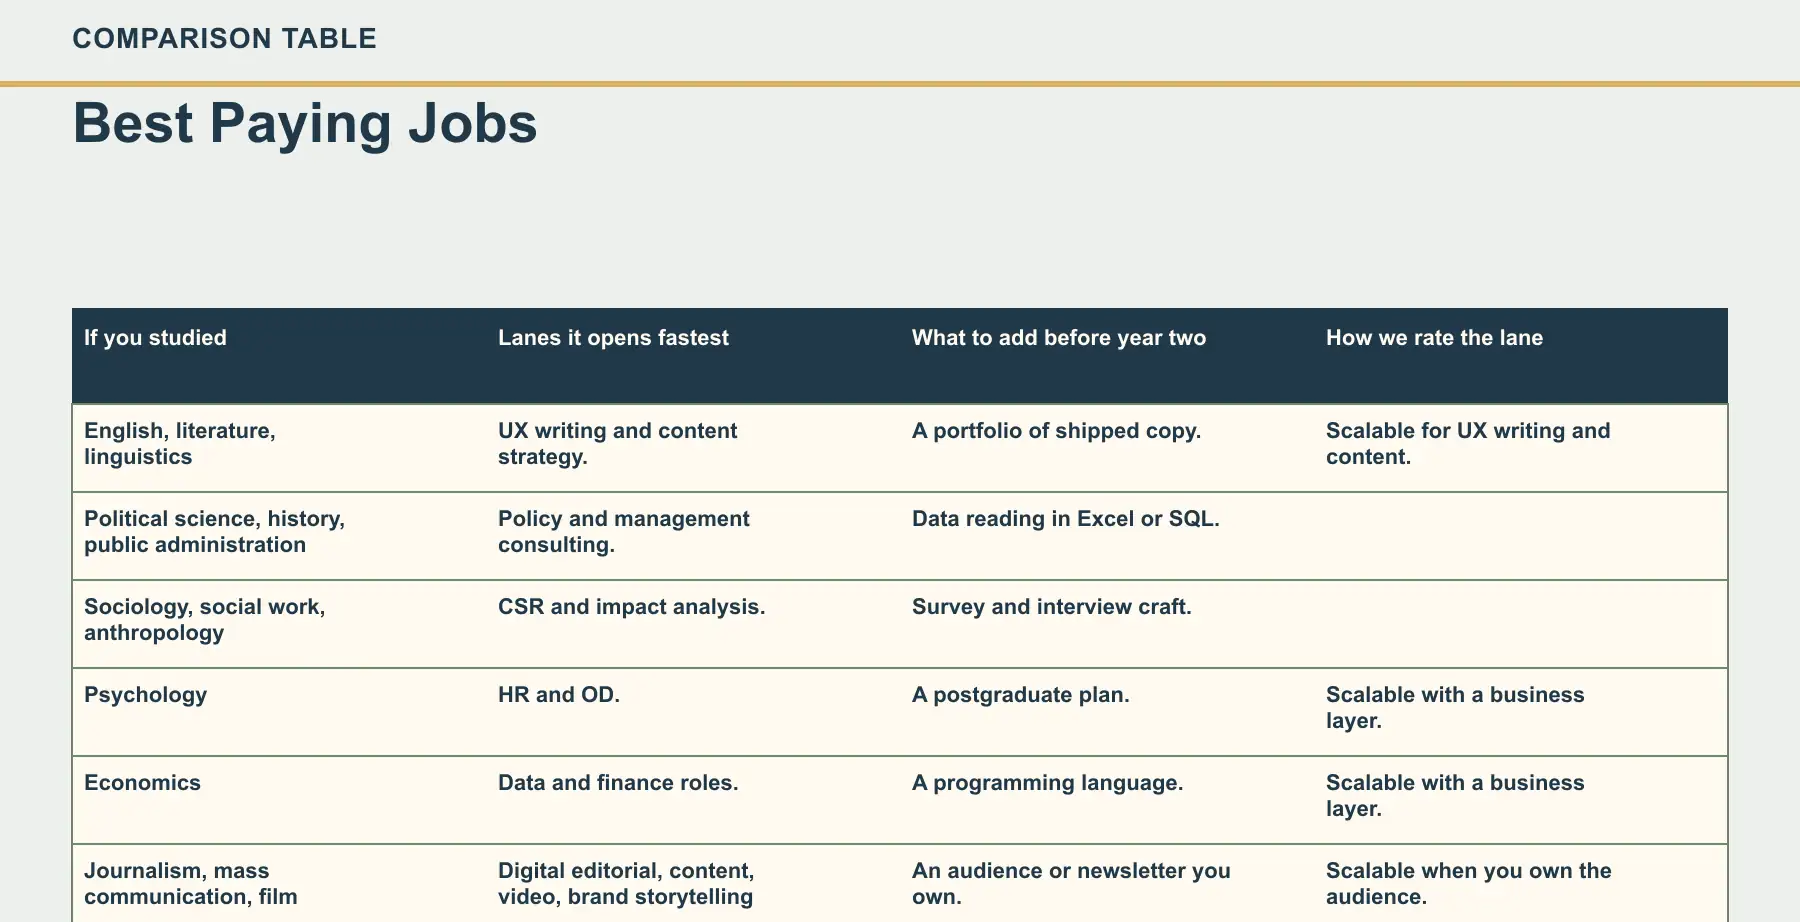 COMPARISON TABLE
Best Paying Jobs
If you studied
Lanes it opens fastest
What to add before year two
How we rate the lane
English, literature,
linguistics
UX writing and content
strategy.
A portfolio of shipped copy.
Scalable for UX writing and
content.
Political science, history,
public administration
Policy and management
consulting.
Data reading in Excel or SQL.
Sociology, social work,
anthropology
CSR and impact analysis.
Survey and interview craft.
Psychology
HR and OD.
A postgraduate plan.
Scalable with a business
layer.
Economics
Data and finance roles.
A programming language.
Scalable with a business
layer.
Journalism, mass
communication, film
Digital editorial, content,
video, brand storytelling
An audience or newsletter you
own.
Scalable when you own the
audience.